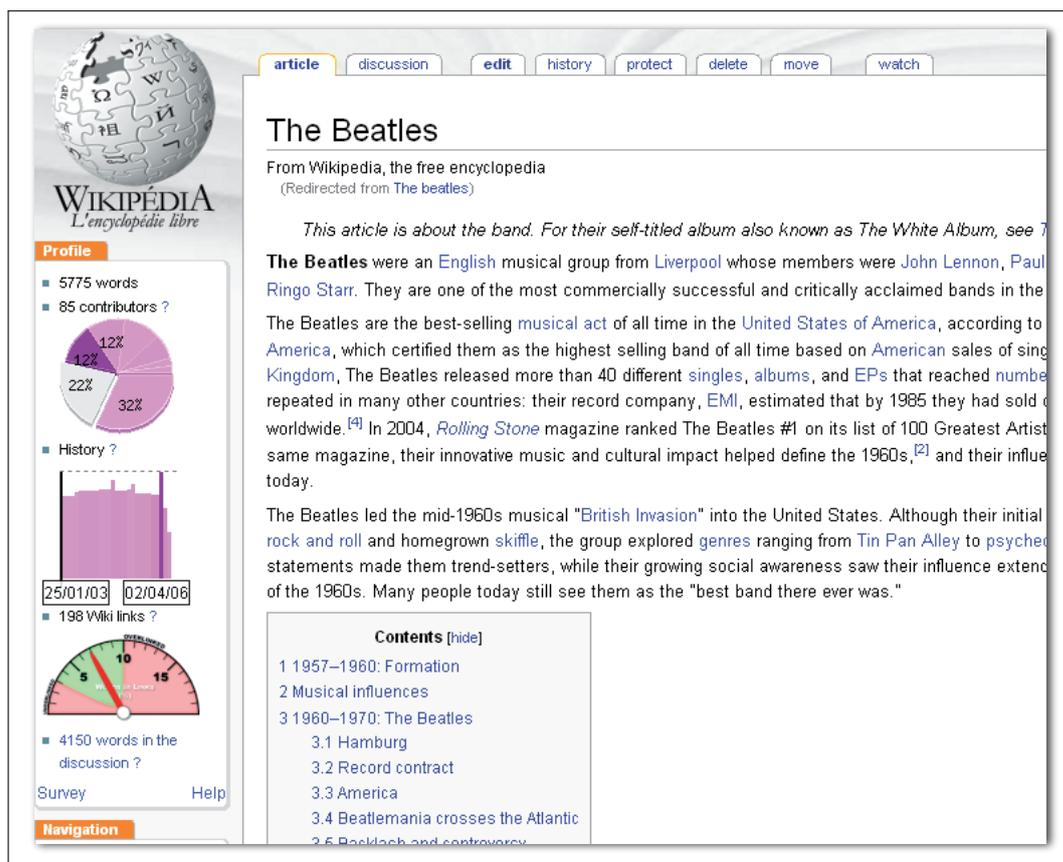 WIKIPÉDIA
L'encyclopédie libre
article discussion edit history protect delete move watch
The Beatles
From Wikipedia, the free encyclopedia
(Redirected from The beatles)
This article is about the band. For their self-titled album also known as The White Album, see
The Beatles were an English musical group from Liverpool whose members were John Lennon, Paul
Ringo Starr. They are one of the most commercially successful and critically acclaimed bands in the
The Beatles are the best-selling musical act of all time in the United States of America, according to
America, which certified them as the highest selling band of all time based on American sales of sing
Kingdom, The Beatles released more than 40 different singles, albums, and EPs that reached numbe
repeated in many other countries: their record company, EMI, estimated that by 1985 they had sold
worldwide.[4] In 2004, Rolling Stone magazine ranked The Beatles #1 on its list of 100 Greatest Artist
same magazine, their innovative music and cultural impact helped define the 1960s,[2] and their influe
today.
The Beatles led the mid-1960s musical "British Invasion" into the United States. Although their initial
rock and roll and homegrown skiffle, the group explored genres ranging from Tin Pan Alley to psyched
statements made them trend-setters, while their growing social awareness saw their influence extend
of the 1960s. Many people today still see them as the "best band there ever was."
Contents [hide]
1 1957–1960: Formation
2 Musical influences
3 1960–1970: The Beatles
3.1 Hamburg
3.2 Record contract
3.3 America
3.4 Beatlemania crosses the Atlantic
3.5 Backlash and controversy
Profile
5775 words
85 contributors ?
12%
12%
22%
32%
History ?
25/01/03 02/04/06
198 Wiki links ?
OVERLINKED
5 10 15
UNDERLINKED
4150 words in the
discussion ?
Survey Help
Navigation